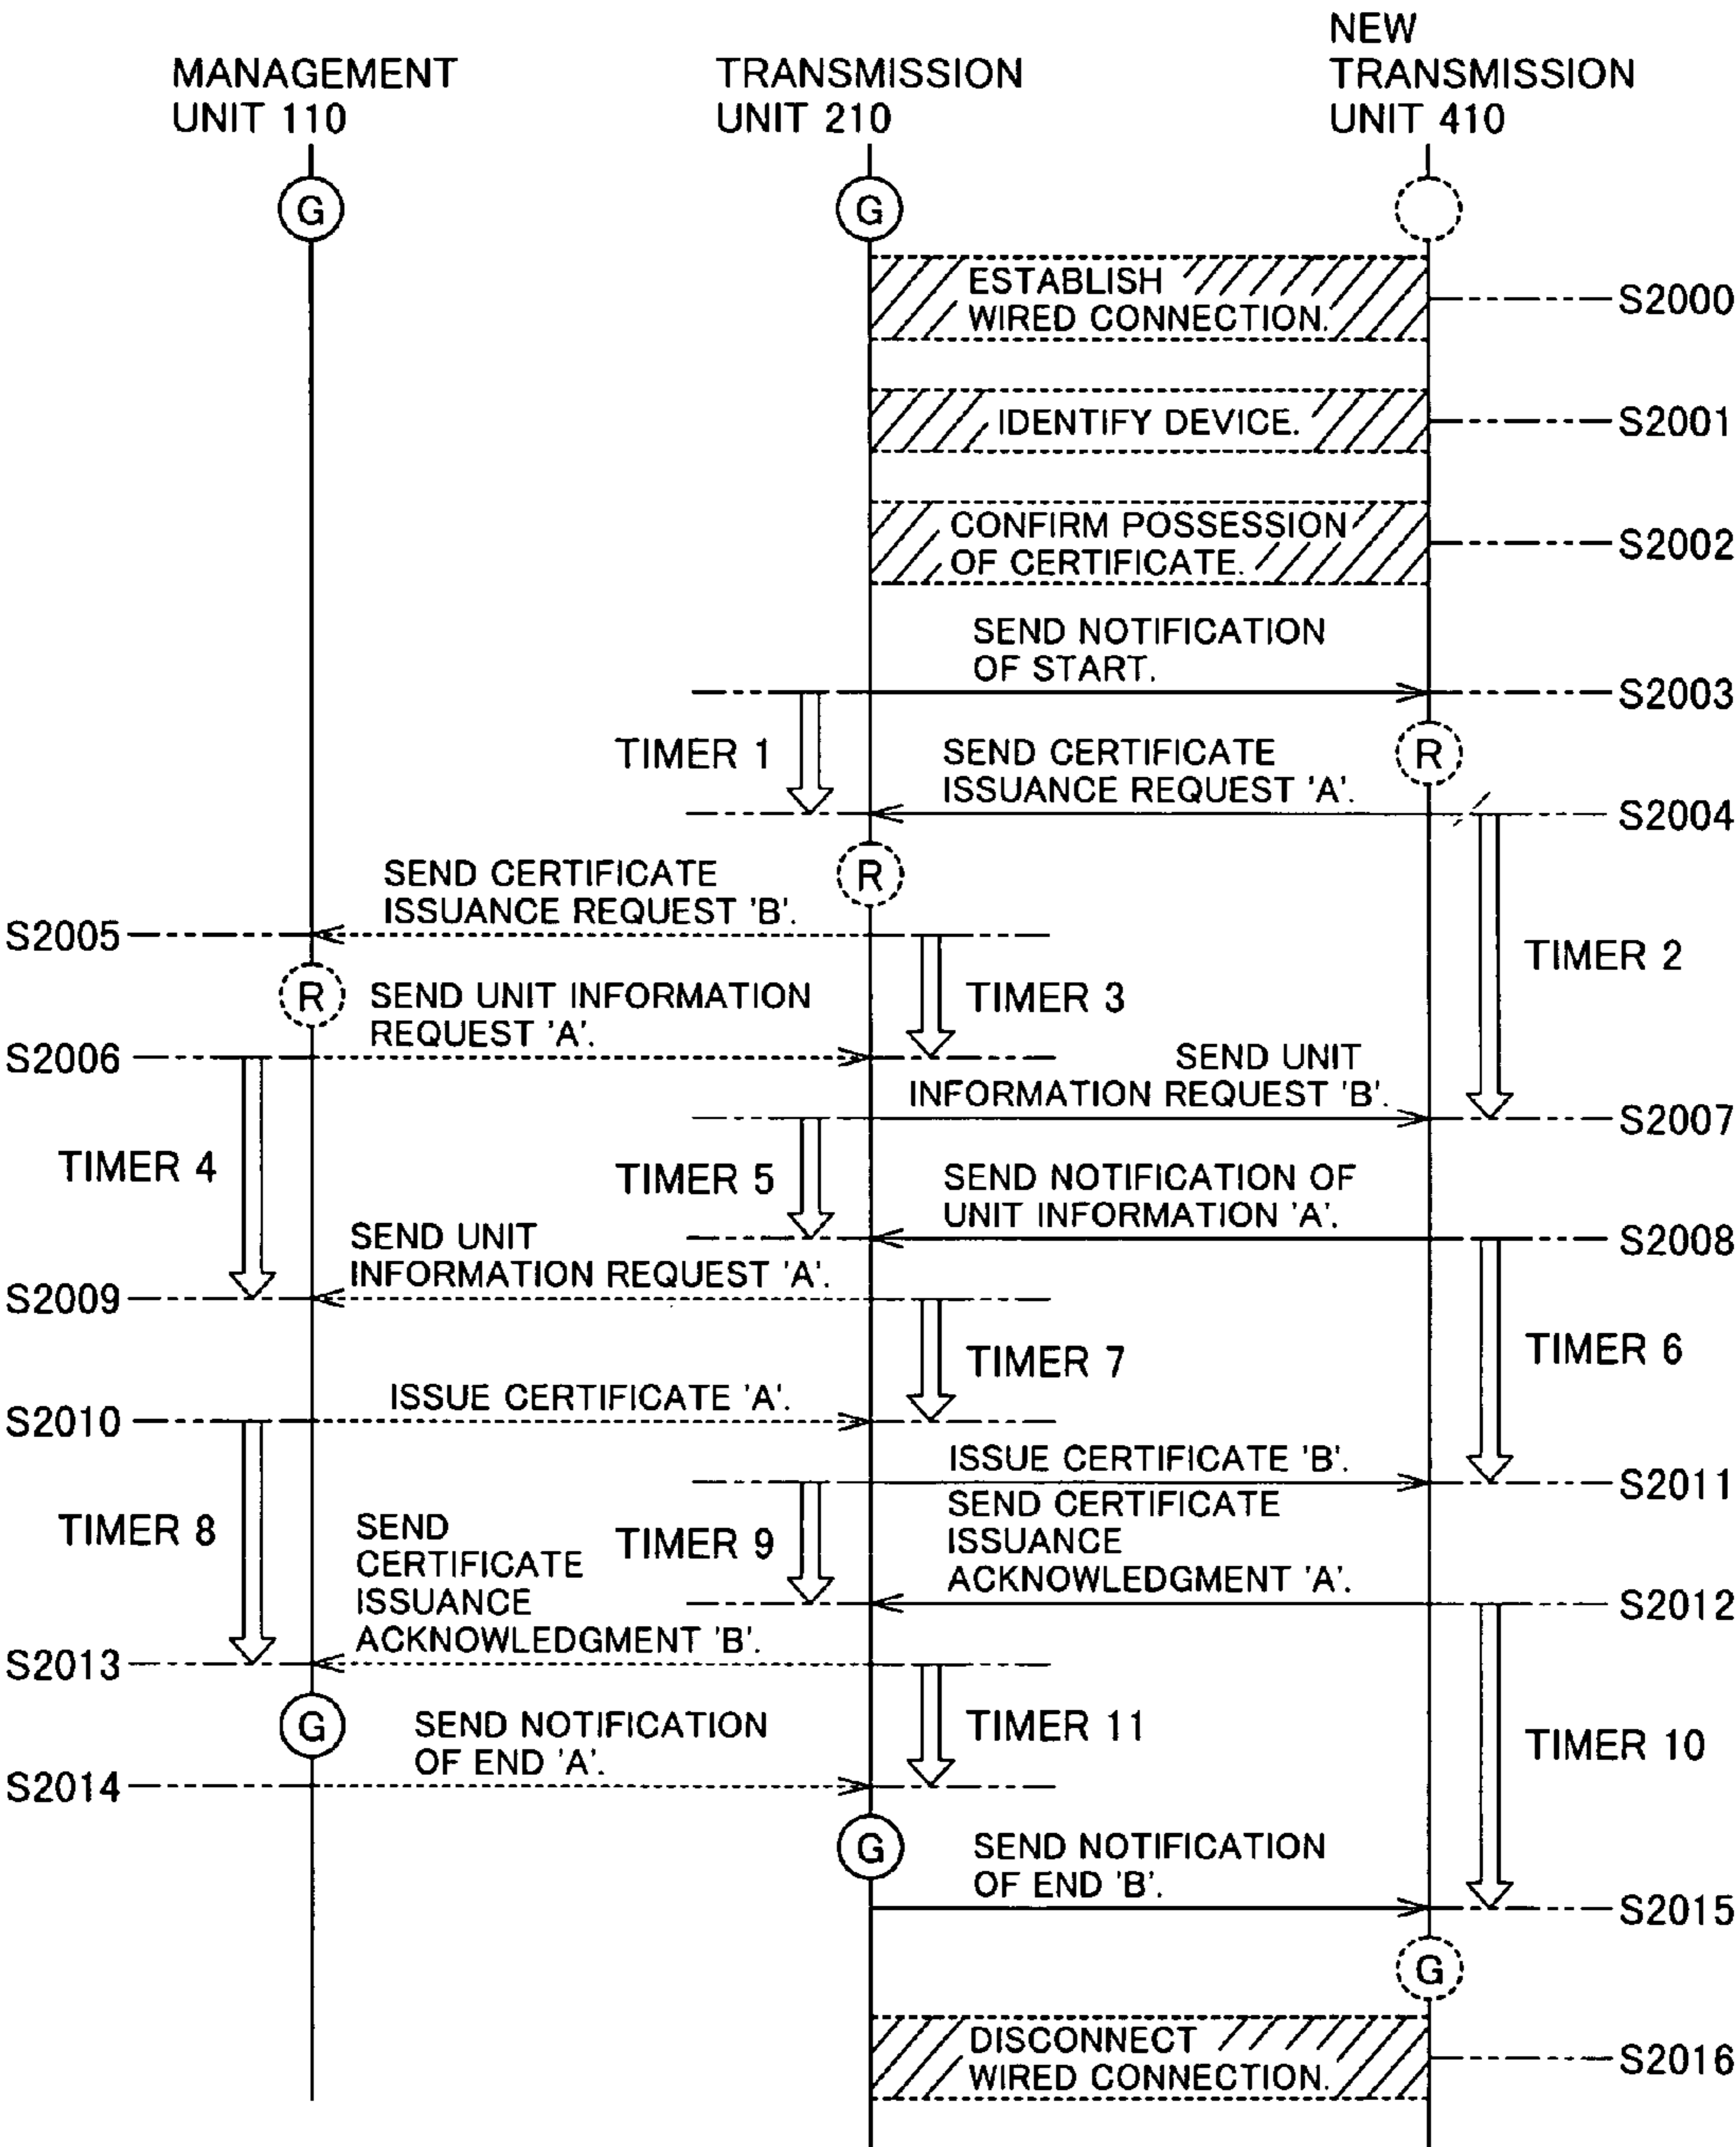 MANAGEMENT
UNIT 110
TRANSMISSION
UNIT 210
NEW
TRANSMISSION
UNIT 410
G
G
ESTABLISH
WIRED CONNECTION.
S2000
IDENTIFY DEVICE.
S2001
CONFIRM POSSESSION
OF CERTIFICATE.
S2002
SEND NOTIFICATION
OF START.
S2003
TIMER 1
R
SEND CERTIFICATE
ISSUANCE REQUEST 'A'.
S2004
R
SEND CERTIFICATE
ISSUANCE REQUEST 'B'.
S2005
TIMER 2
R
SEND UNIT INFORMATION
REQUEST 'A'.
TIMER 3
S2006
SEND UNIT
INFORMATION REQUEST 'B'.
S2007
TIMER 4
TIMER 5
SEND NOTIFICATION OF
UNIT INFORMATION 'A'.
S2008
SEND UNIT
INFORMATION REQUEST 'A'.
S2009
TIMER 6
TIMER 7
ISSUE CERTIFICATE 'A'.
S2010
ISSUE CERTIFICATE 'B'.
S2011
TIMER 8
TIMER 9
SEND CERTIFICATE
ISSUANCE
ACKNOWLEDGMENT 'A'.
S2012
SEND
CERTIFICATE
ISSUANCE
ACKNOWLEDGMENT 'B'.
S2013
G
SEND NOTIFICATION
OF END 'A'.
TIMER 11
TIMER 10
S2014
G
SEND NOTIFICATION
OF END 'B'.
S2015
G
DISCONNECT
WIRED CONNECTION.
S2016